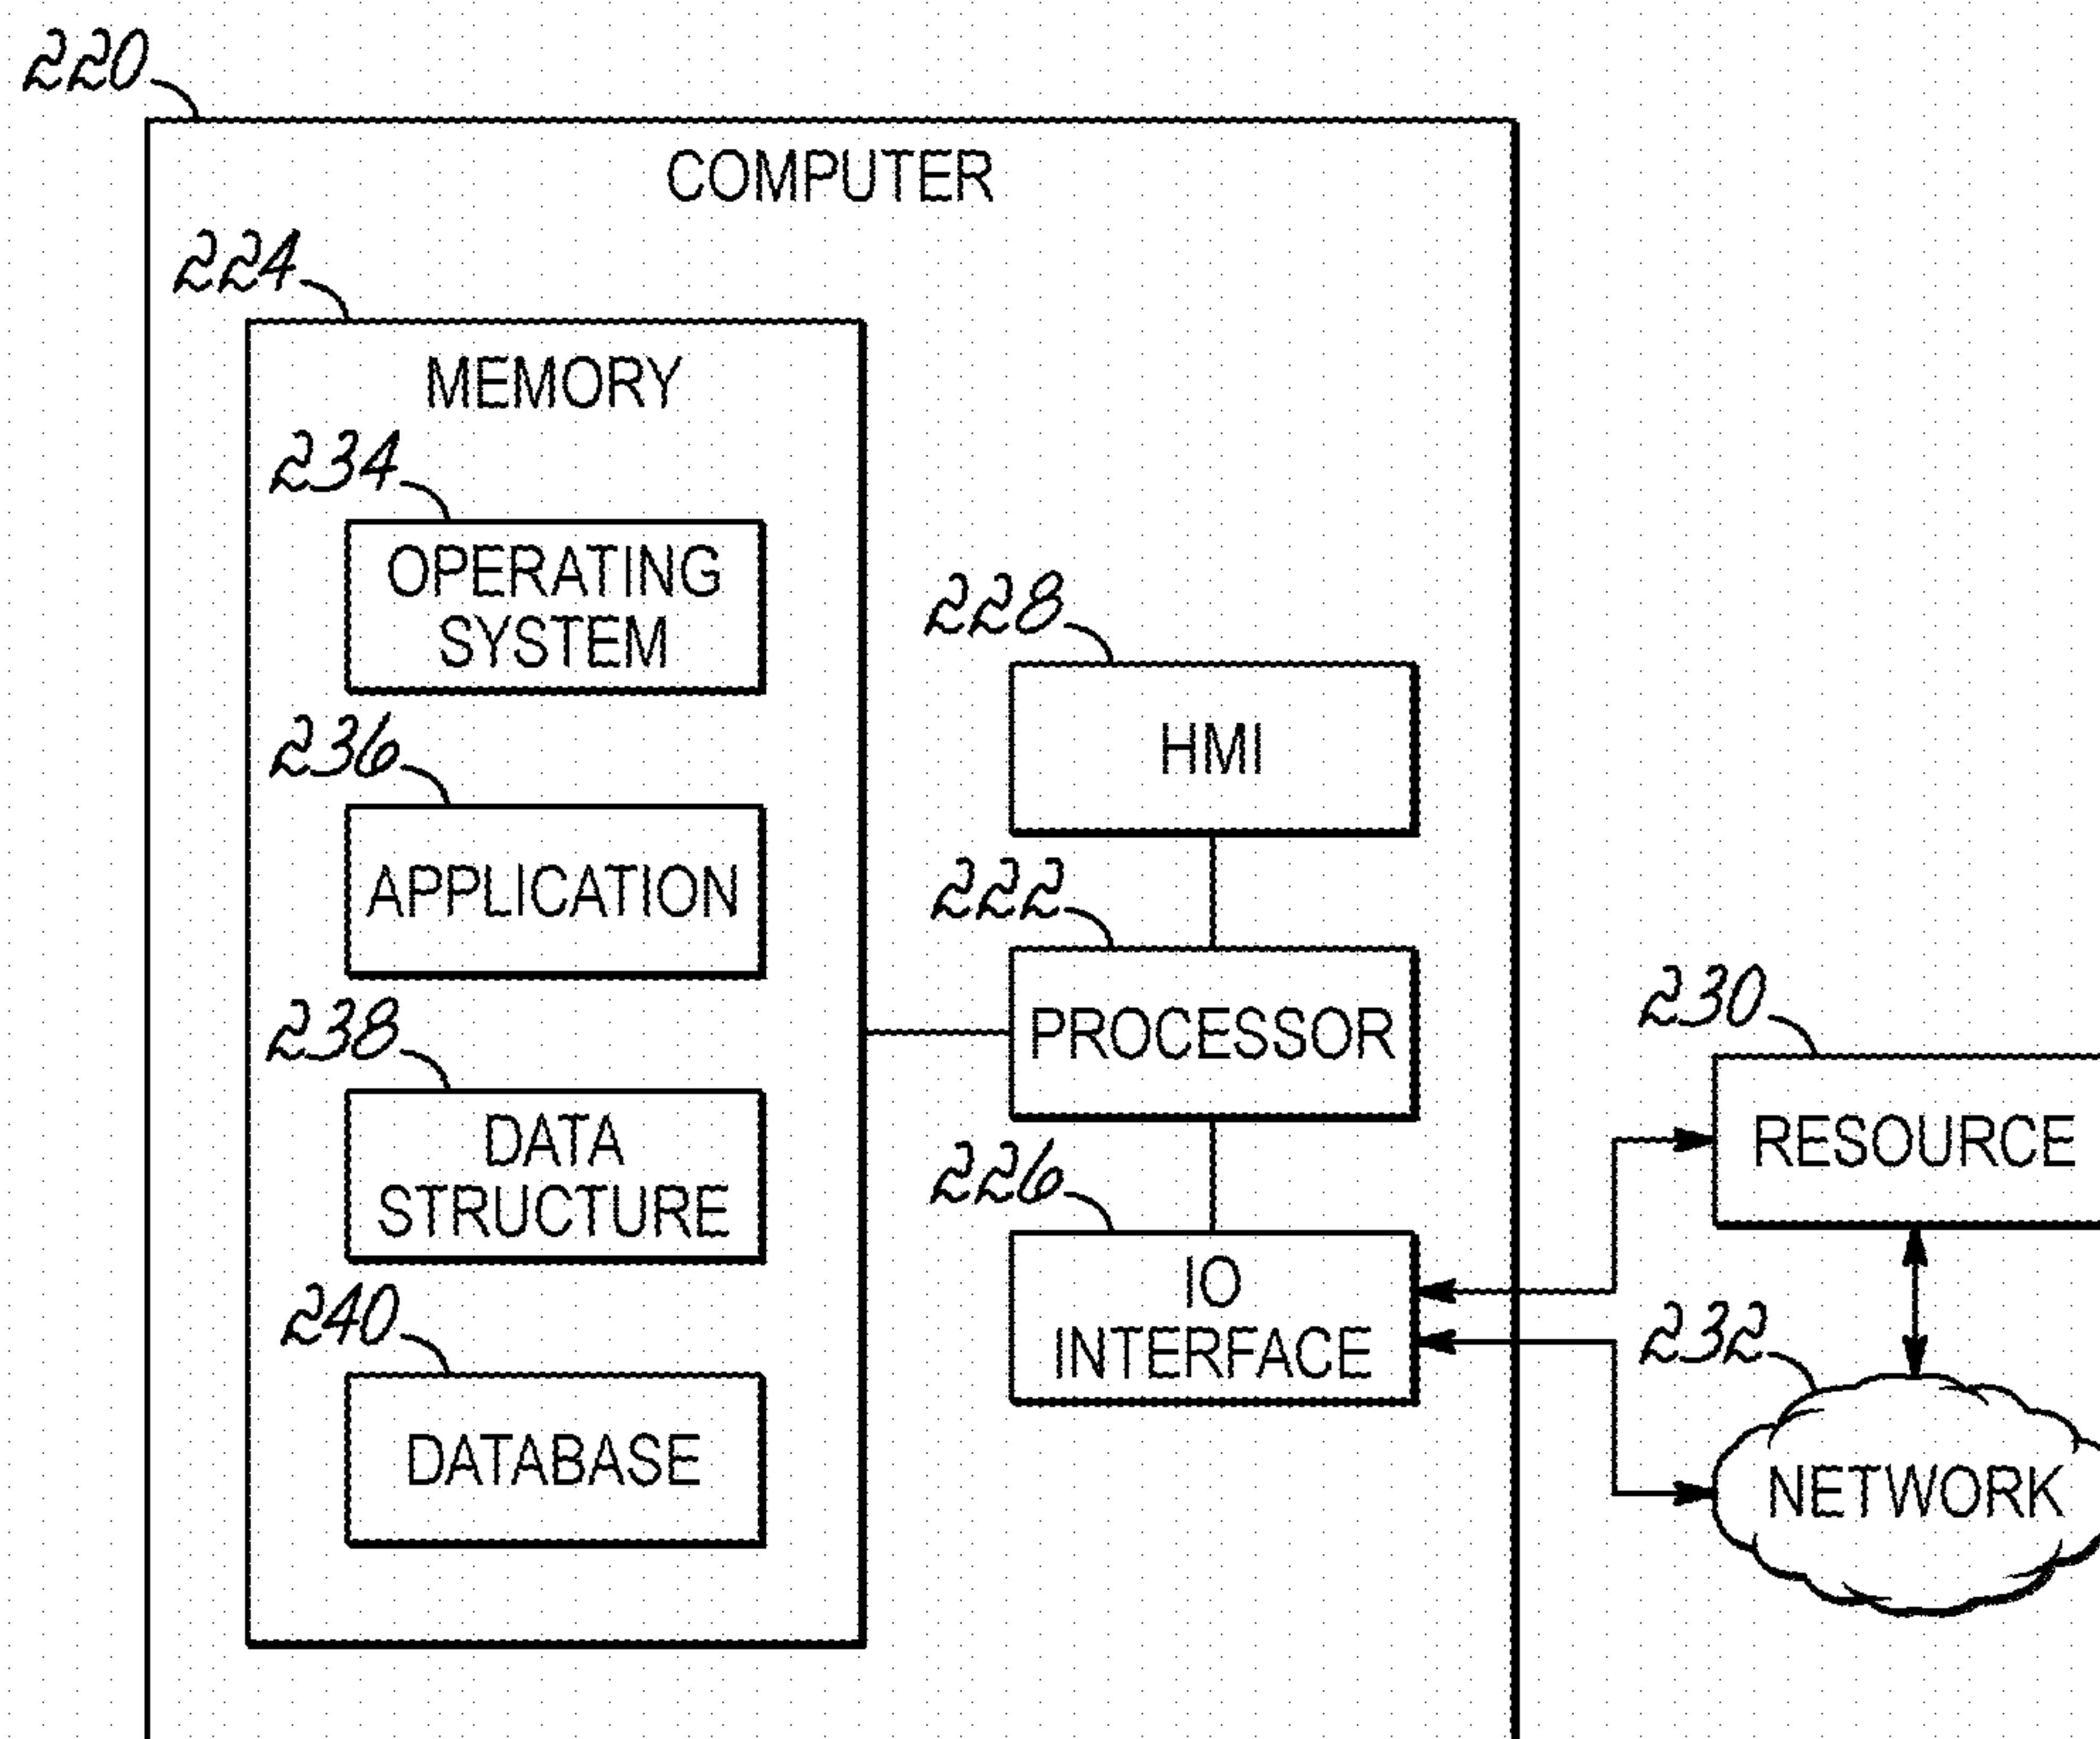 220
COMPUTER
224
MEMORY
234
OPERATING
SYSTEM
236
APPLICATION
238
DATA
STRUCTURE
240
DATABASE
228
HMI
222
PROCESSOR
226
IO
INTERFACE
230
RESOURCE
232
NETWORK